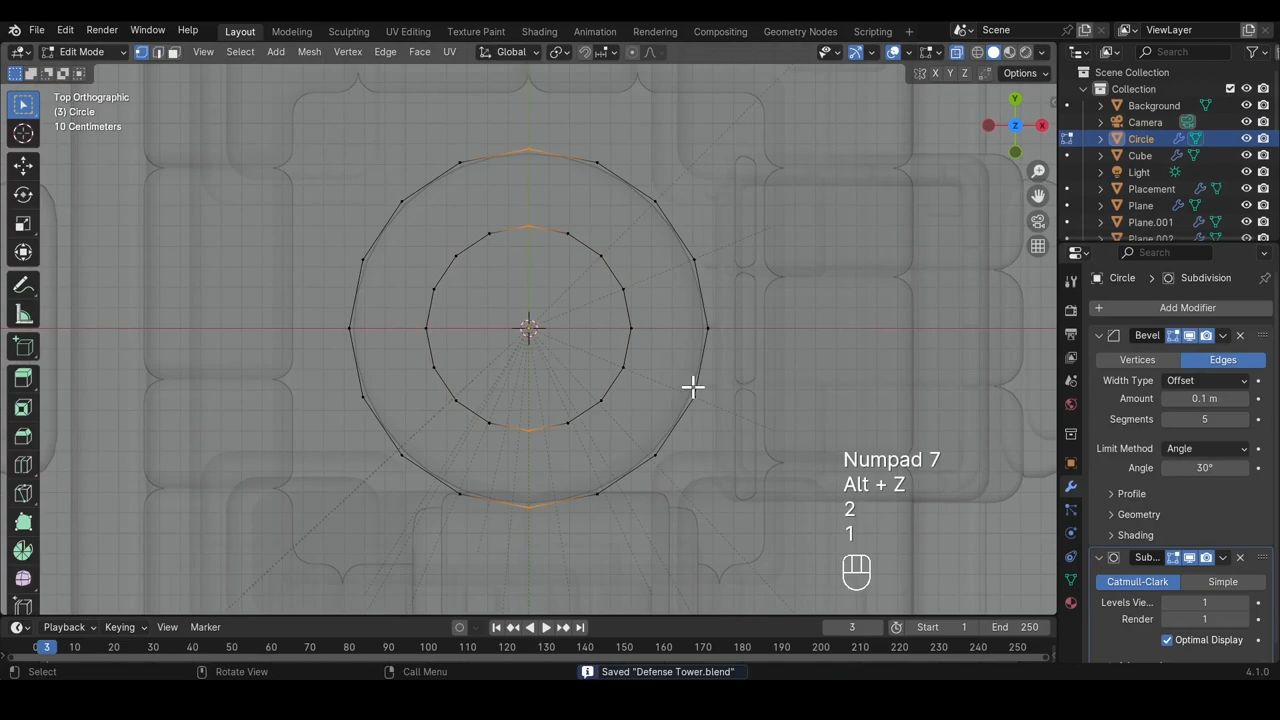 File Edit Render Window Help Layout Modeling Sculpting UV Editing Texture Paint Shading Animation Rendering Compositing Geometry Nodes Scripting + Scene ViewLayer
Edit Mode View Select Add Mesh Vertex Edge Face UV Global Search
X Y Z Options
Top Orthographic
(3) Circle
10 Centimeters
Y
Z
X
Scene Collection
Collection
Background
Camera
Circle
Cube
Light
Placement
Plane
Plane.001
Plane.002
Search
Circle > Subdivision
+ Add Modifier
Bevel
Vertices Edges
Width Type Offset
Amount 0.1 m
Segments 5
Limit Method Angle
Angle 30°
Profile
Geometry
Shading
Sub...
Catmull-Clark Simple
Levels Vie... 1
Render 1
Optimal Display
Numpad 7
Alt + Z
2
1
Playback Keying View Marker 3 Start 1 End 250
0 3 10 20 30 40 50 60 70 80 90 100 110 120 130 140 150 160 170 180 190 200 210 220 230 240 250
Select Rotate View Call Menu Saved "Defense Tower.blend" 4.1.0